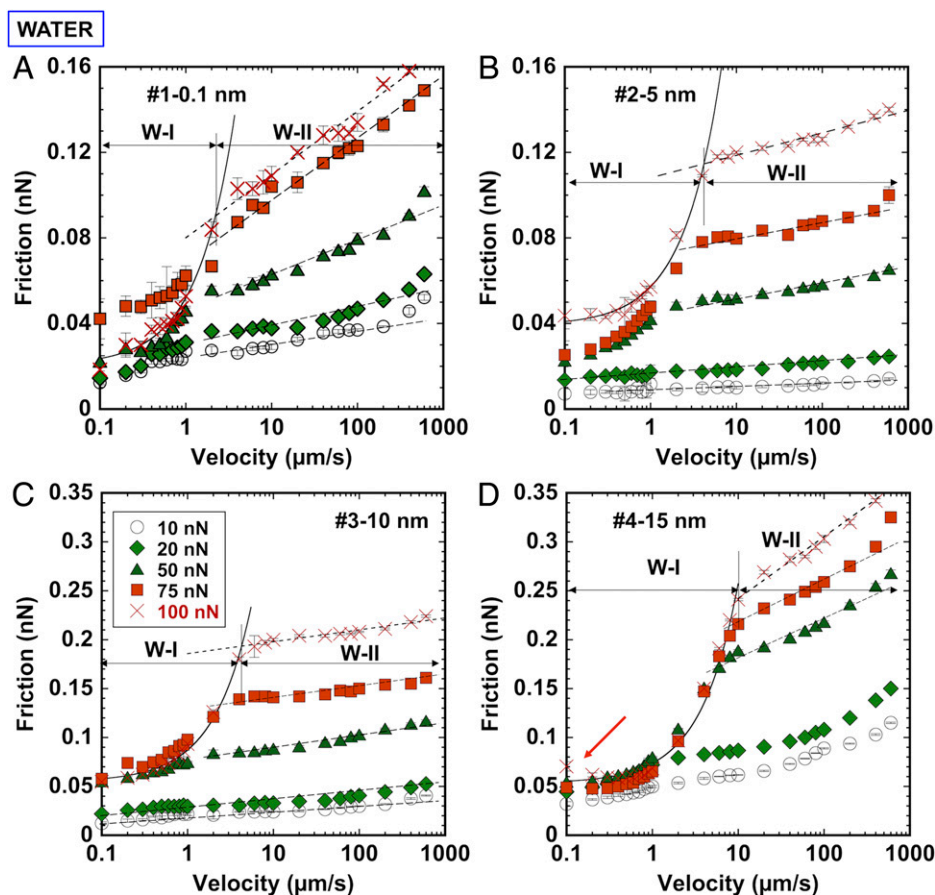 WATER
A
#1-0.1 nm
W-I
W-II
0.16
0.12
0.08
0.04
0
Friction (nN)
0.1
1
10
100
1000
Velocity (µm/s)
B
#2-5 nm
W-I
W-II
0.16
0.12
0.08
0.04
0
Friction (nN)
0.1
1
10
100
1000
Velocity (µm/s)
C
#3-10 nm
10 nN
20 nN
50 nN
75 nN
100 nN
W-I
W-II
0.35
0.3
0.25
0.2
0.15
0.1
0.05
0
Friction (nN)
0.1
1
10
100
1000
Velocity (µm/s)
D
#4-15 nm
W-I
W-II
0.35
0.3
0.25
0.2
0.15
0.1
0.05
0
Friction (nN)
0.1
1
10
100
1000
Velocity (µm/s)